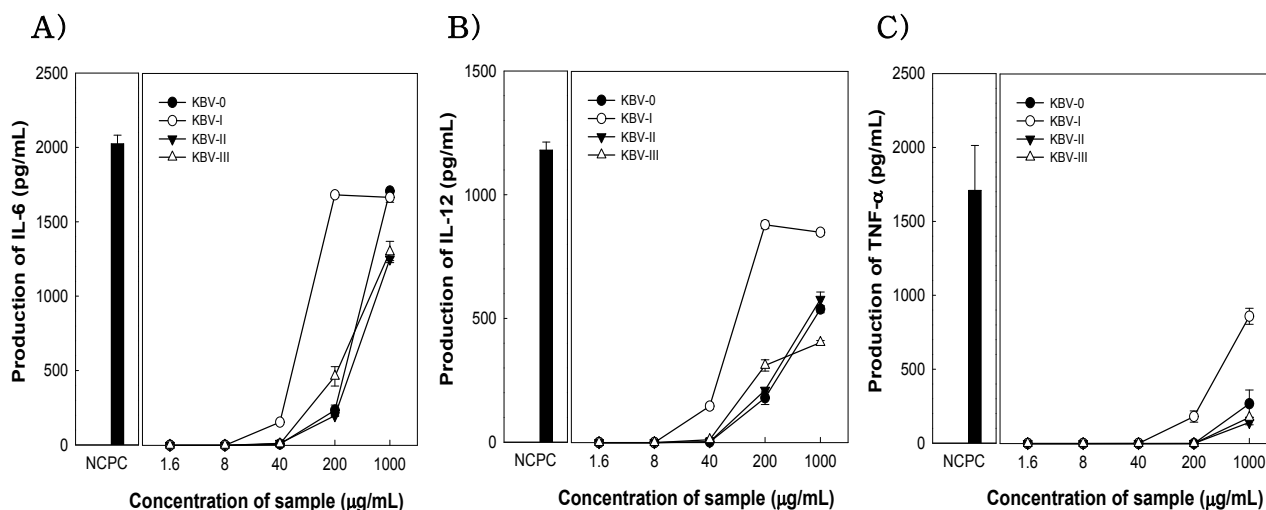 A)
Production of IL-6 (pg/mL)
2500
2000
1500
1000
500
0
KBV-0
KBV-I
KBV-II
KBV-III
NCPC
1.6
8
40
200
1000
Concentration of sample (µg/mL)
B)
Production of IL-12 (pg/mL)
1500
1000
500
0
KBV-0
KBV-I
KBV-II
KBV-III
NCPC
1.6
8
40
200
1000
Concentration of sample (µg/mL)
C)
Production of TNF-α (pg/mL)
2500
2000
1500
1000
500
0
KBV-0
KBV-I
KBV-II
KBV-III
NCPC
1.6
8
40
200
1000
Concentration of sample (µg/mL)